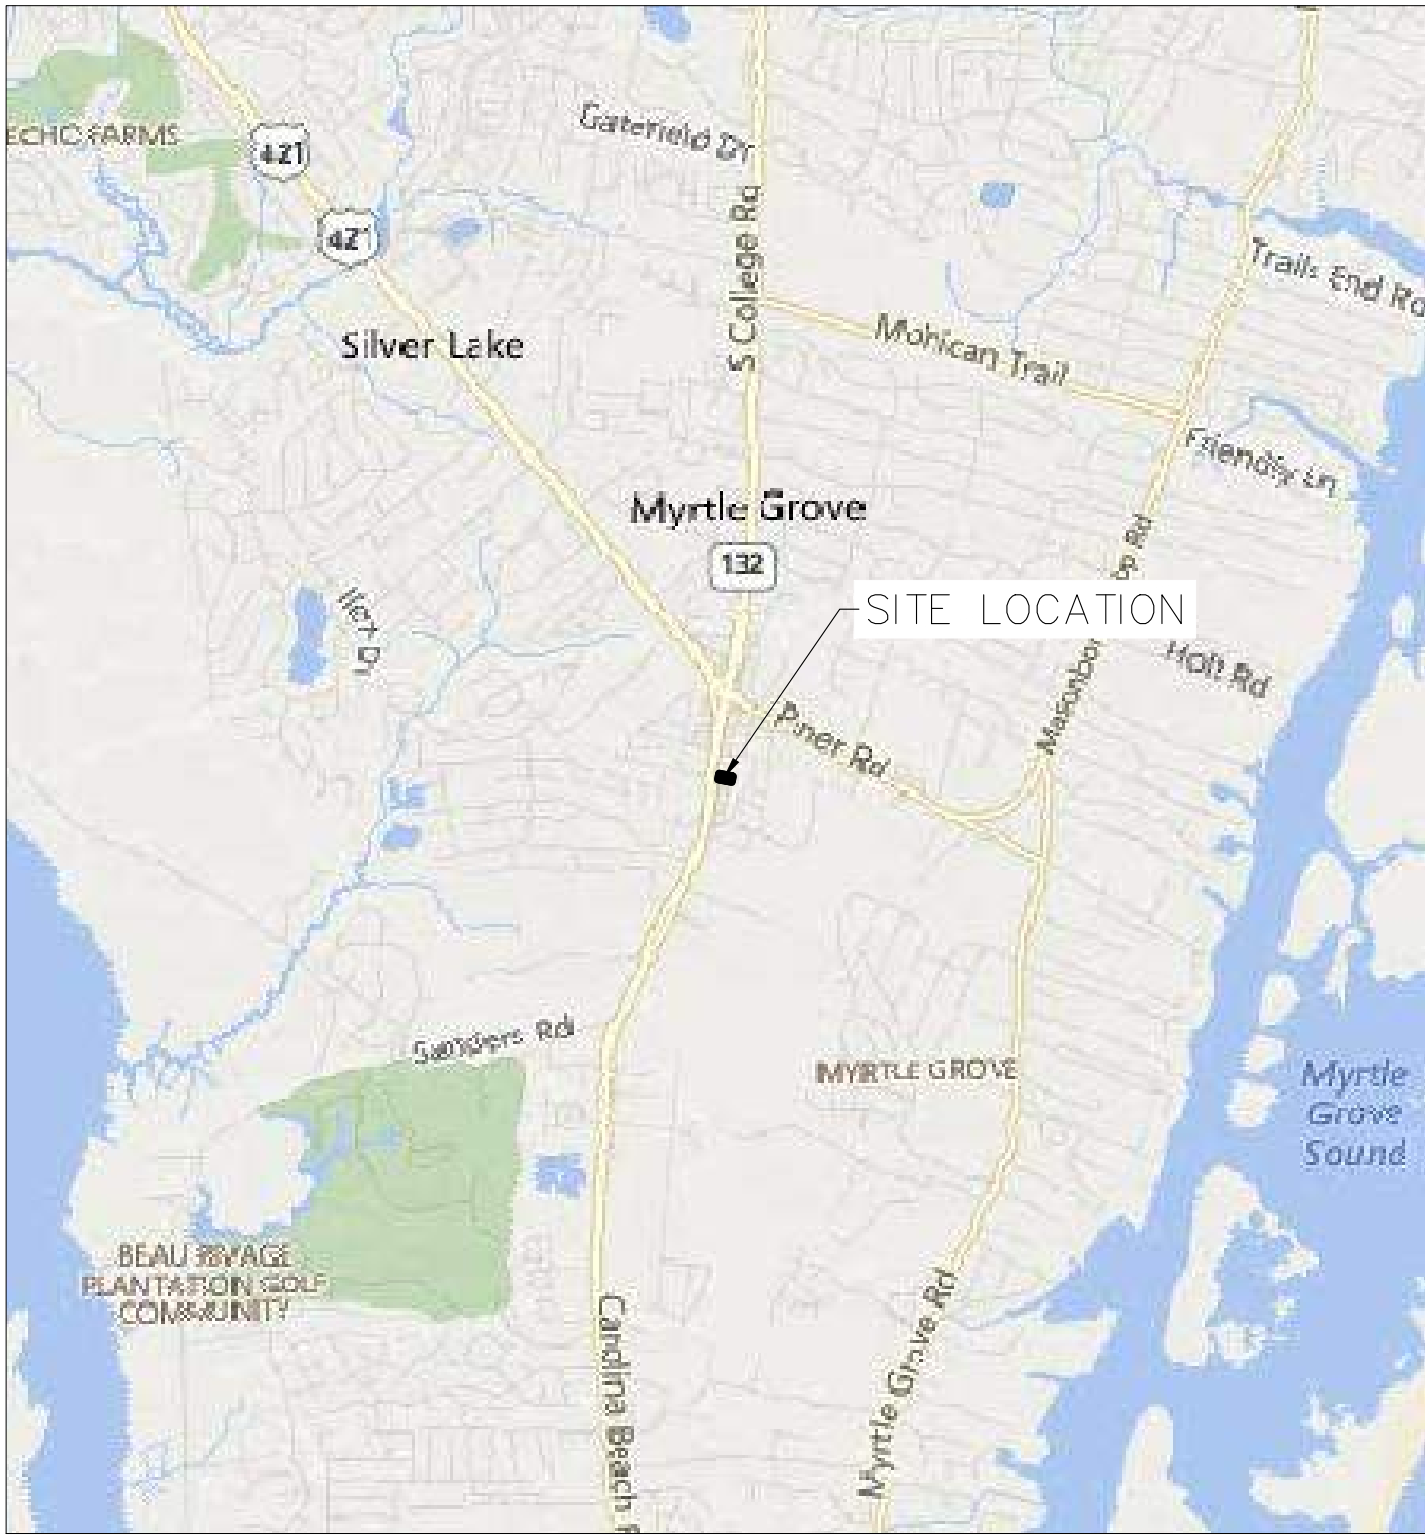 Gatefield Dr
ECHO FARMS
421
421
S College Rd
Trails End Rd
Silver Lake
Mohican Trail
Friendly Ln
Myrtle Grove
132
SITE LOCATION
Holt Rd
Piner Rd
Sanders Rd
MYRTLE GROVE
Myrtle
Grove
Sound
BEAU RIVAGE
PLANTATION GOLF
COMMUNITY
Myrtle Grove Rd
Carolina Beach